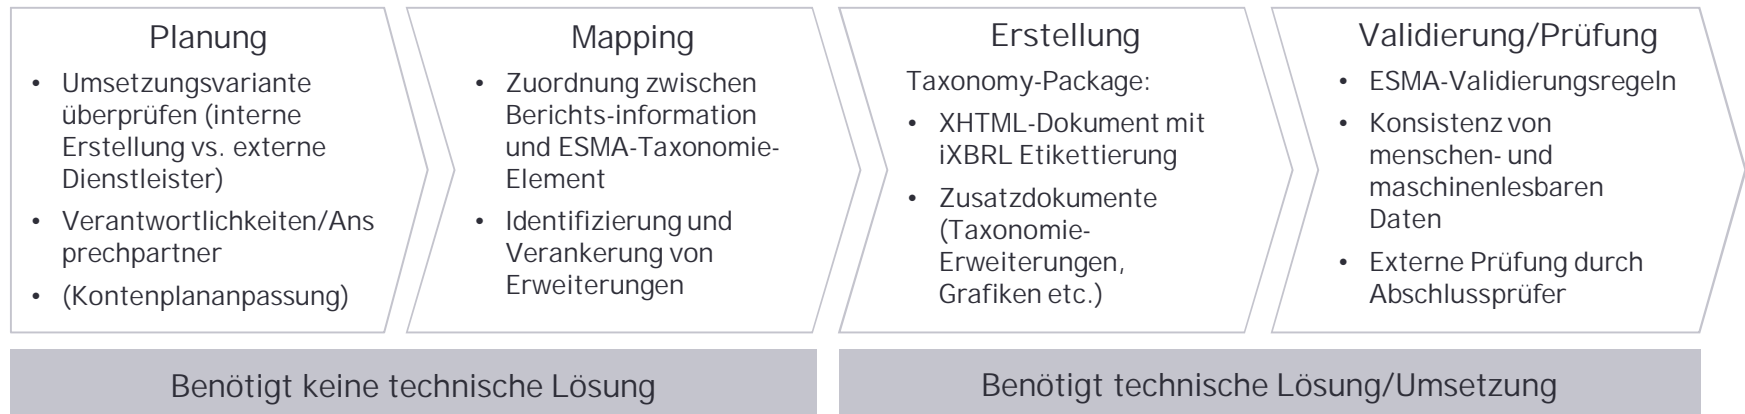 Planung
• Umsetzungsvariante
überprüfen (interne
Erstellung vs. externe
Dienstleister)
• Verantwortlichkeiten/Ans
prechpartner
• (Kontenplananpassung)
Mapping
• Zuordnung zwischen
Berichts-information
und ESMA-Taxonomie-
Element
• Identifizierung und
Verankerung von
Erweiterungen
Erstellung
Taxonomy-Package:
• XHTML-Dokument mit
iXBRL Etikettierung
• Zusatzdokumente
(Taxonomie-
Erweiterungen,
Grafiken etc.)
Validierung/Prüfung
• ESMA-Validierungsregeln
• Konsistenz von
menschen- und
maschinenlesbaren
Daten
• Externe Prüfung durch
Abschlussprüfer
Benötigt keine technische Lösung
Benötigt technische Lösung/Umsetzung